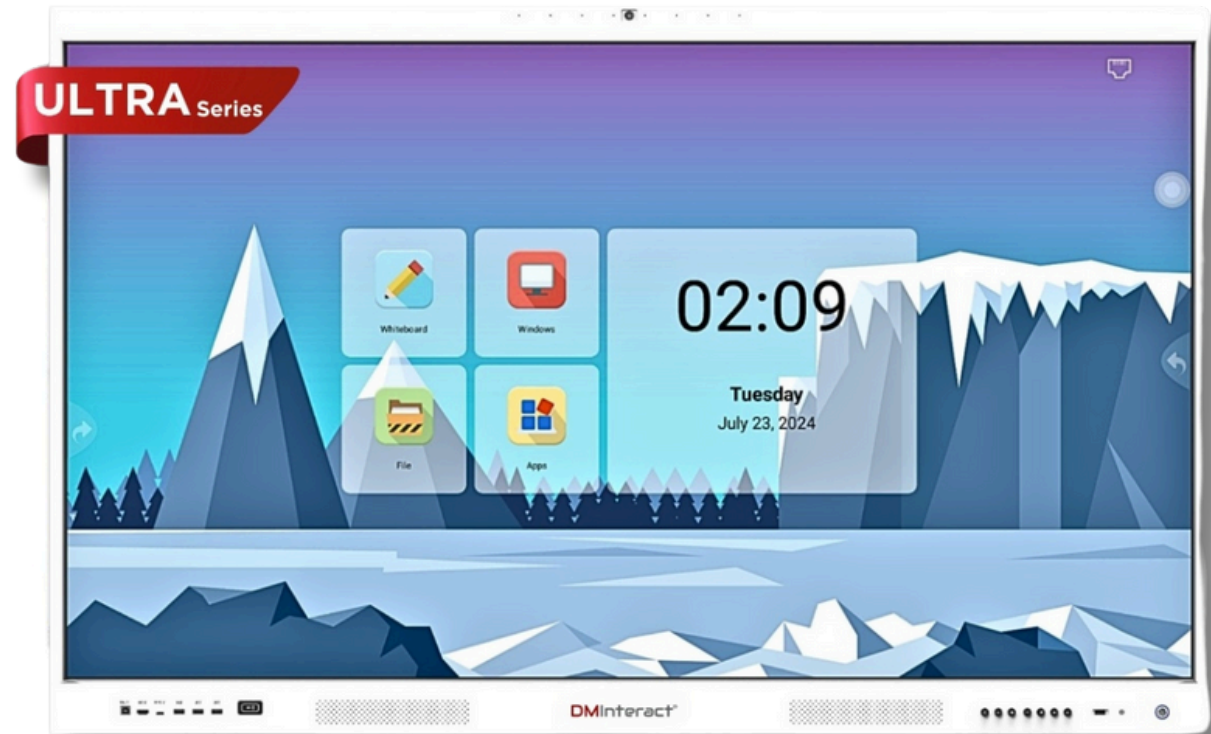 ULTRA Series
02:09
Whiteboard
Windows
Tuesday
July 23, 2024
File
Apps
DMInteract